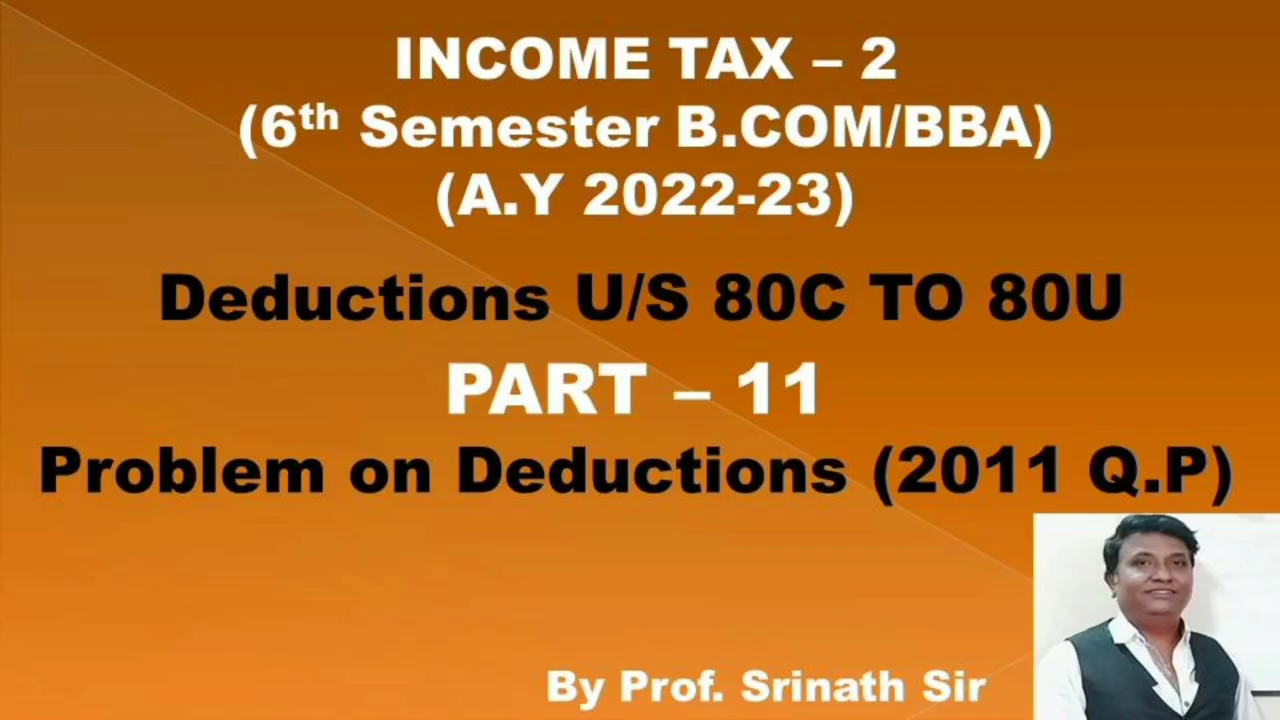 INCOME TAX – 2
(6th Semester B.COM/BBA)
(A.Y 2022-23)
Deductions U/S 80C TO 80U
PART – 11
Problem on Deductions (2011 Q.P)
By Prof. Srinath Sir